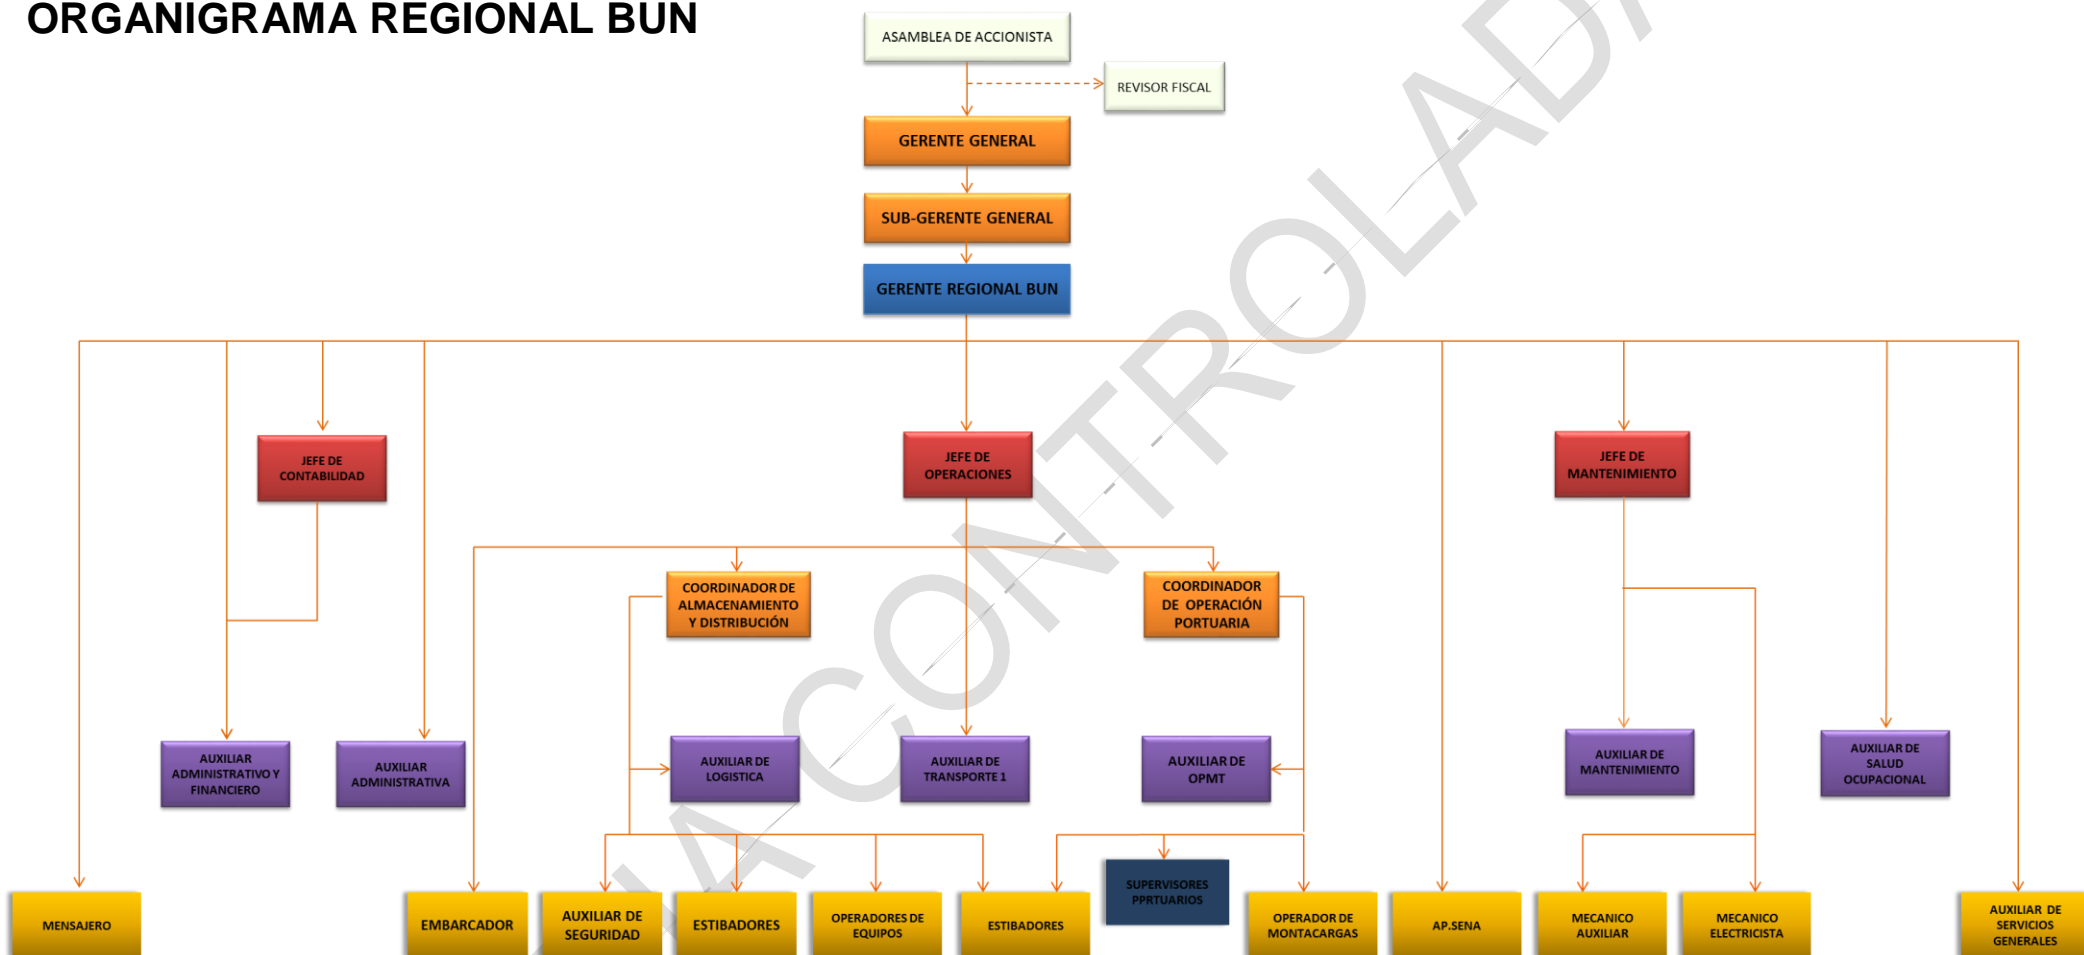 ORGANIGRAMA REGIONAL BUN
ASAMBLEA DE ACCIONISTA
REVISOR FISCAL
GERENTE GENERAL
SUB-GERENTE GENERAL
GERENTE REGIONAL BUN
JEFE DE
CONTABILIDAD
JEFE DE
OPERACIONES
JEFE DE
MANTENIMIENTO
COORDINADOR DE
ALMACENAMIENTO
Y DISTRIBUCIÓN
COORDINADOR
DE OPERACIÓN
PORTUARIA
AUXILIAR
ADMINISTRATIVO Y
FINANCIERO
AUXILIAR
ADMINISTRATIVA
AUXILIAR DE
LOGISTICA
AUXILIAR DE
TRANSPORTE 1
AUXILIAR DE
OPMT
AUXILIAR DE
MANTENIMIENTO
AUXILIAR DE
SALUD
OCUPACIONAL
MENSAJERO
EMBARCADOR
AUXILIAR DE
SEGURIDAD
ESTIBADORES
OPERADORES DE
EQUIPOS
ESTIBADORES
SUPERVISORES
PPRTUARIOS
OPERADOR DE
MONTACARGAS
AP.SENA
MECANICO
AUXILIAR
MECANICO
ELECTRICISTA
AUXILIAR DE
SERVICIOS
GENERALES
IA CONTROLADA